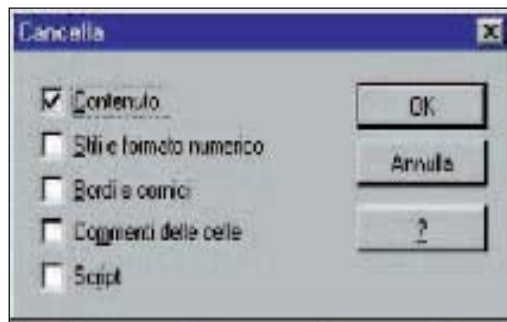 Cancella
Contenuto
Stili e formato numerico
Bordi e cornici
Commenti delle celle
Script
OK
Annulla
?